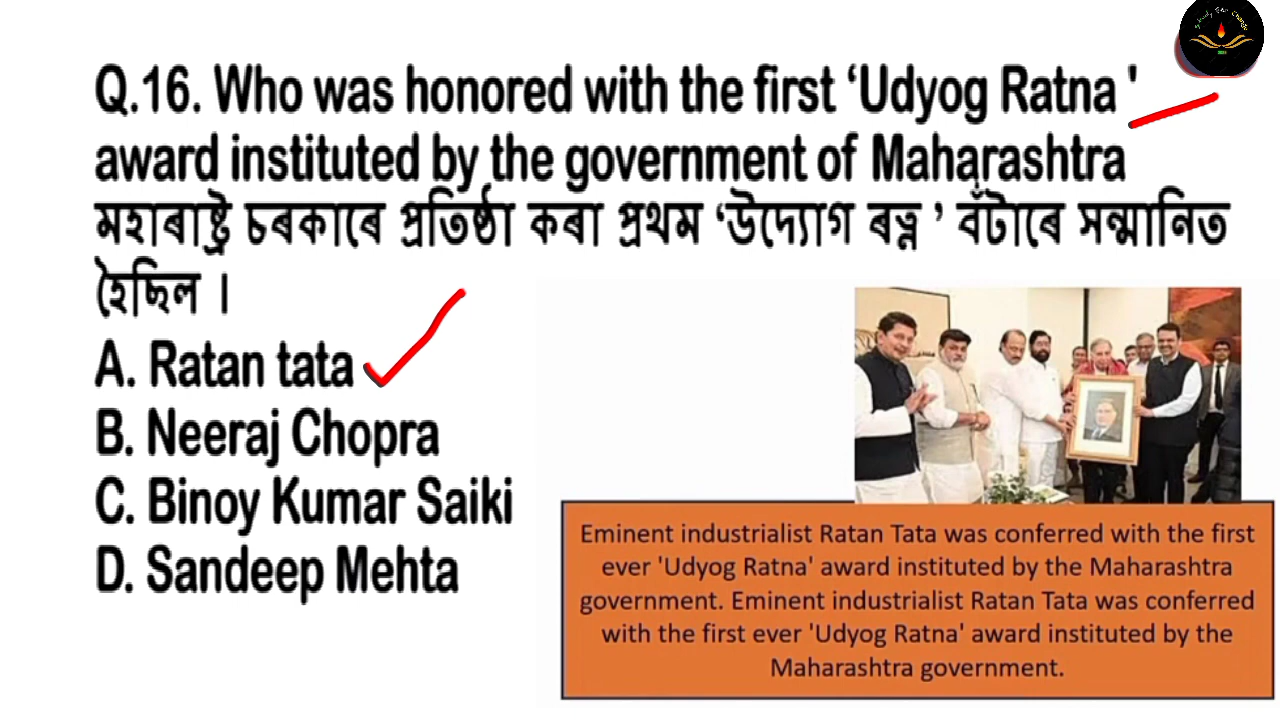 Q.16. Who was honored with the first ‘Udyog Ratna '
award instituted by the government of Maharashtra
মহাৰাষ্ট্ৰ চৰকাৰে প্ৰতিষ্ঠা কৰা প্ৰথম ‘উদ্যোগ ৰত্ন ’ বঁটাৰে সন্মানিত
হৈছিল ।
A. Ratan tata
B. Neeraj Chopra
C. Binoy Kumar Saiki
D. Sandeep Mehta
Eminent industrialist Ratan Tata was conferred with the first
ever 'Udyog Ratna' award instituted by the Maharashtra
government. Eminent industrialist Ratan Tata was conferred
with the first ever 'Udyog Ratna' award instituted by the
Maharashtra government.